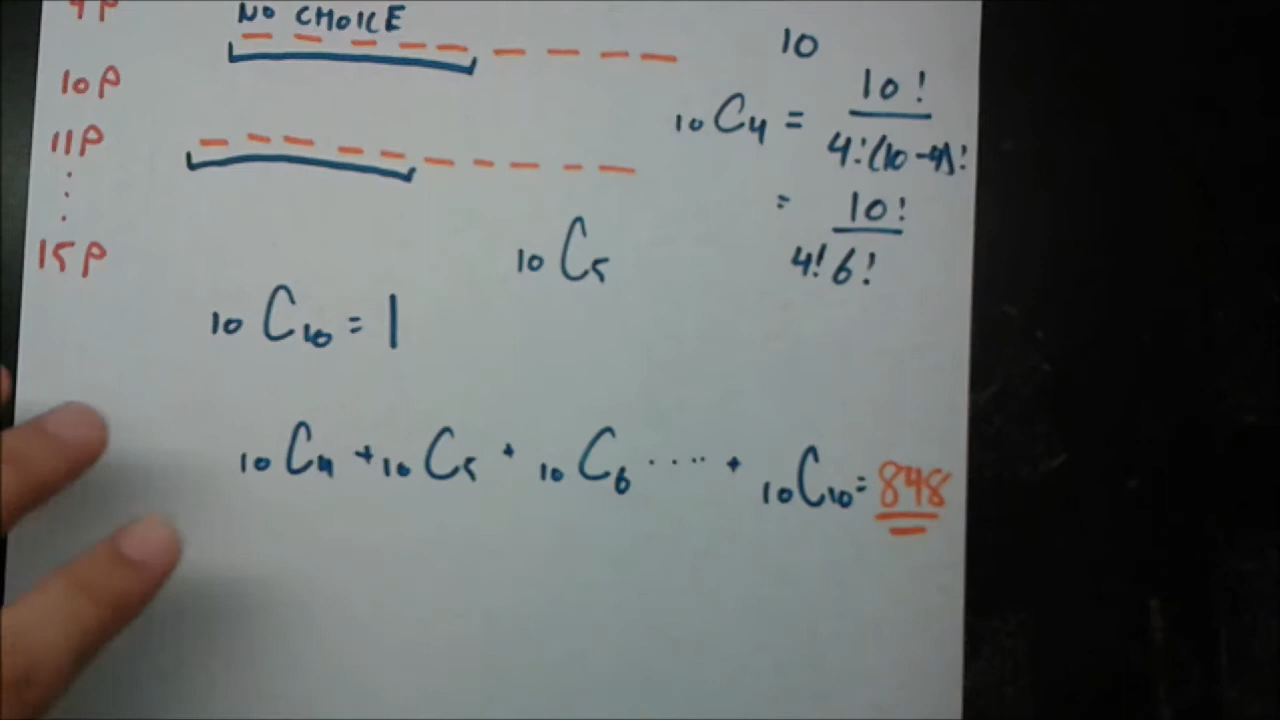 9P
NO CHOICE
10P
11P
⋮
15P
10
₁₀C₄ = 10! / 4!(10-4)!
= 10! / 4!6!
₁₀C₅
₁₀C₁₀ = 1
₁₀C₄ + ₁₀C₅ + ₁₀C₆ ···· + ₁₀C₁₀ = 848